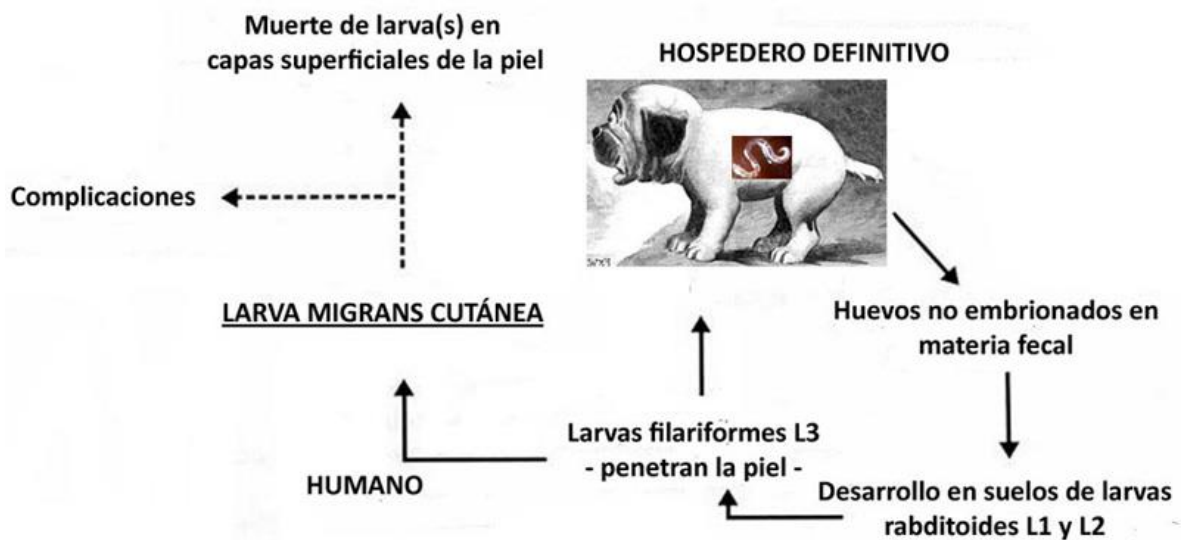 Muerte de larva(s) en
capas superficiales de la piel
HOSPEDERO DEFINITIVO
Complicaciones
LARVA MIGRANS CUTÁNEA
Huevos no embrionados en
materia fecal
Larvas filariformes L3
- penetran la piel -
HUMANO
Desarrollo en suelos de larvas
rabditoides L1 y L2